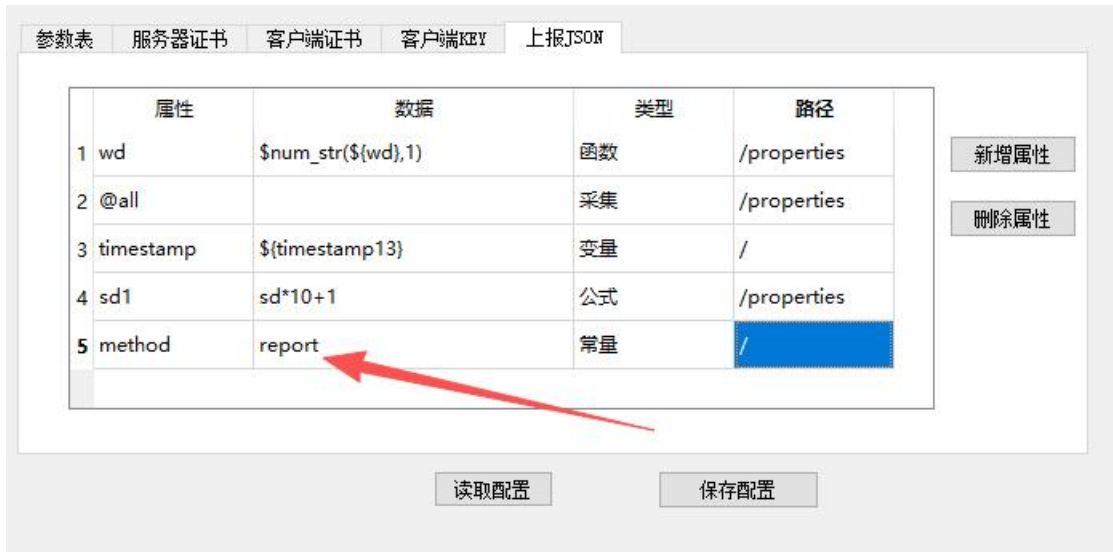 参数表 服务器证书 客户端证书 客户端KEY 上报JSON
属性 数据 类型 路径
1 wd $num_str(${wd},1) 函数 /properties 新增属性
2 @all 采集 /properties
删除属性
3 timestamp ${timestamp13} 变量 /
4 sd1 sd*10+1 公式 /properties
5 method report 常量 /
读取配置 保存配置